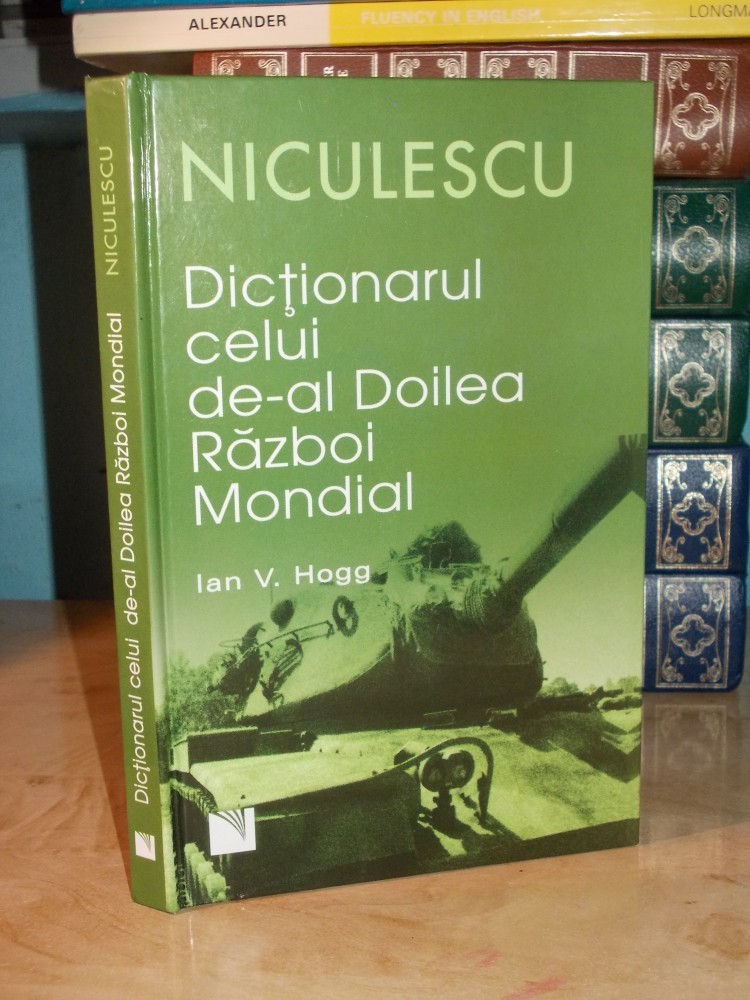 ALEXANDER FLUENCY IN ENGLISH LONGMA
NICULESCU
Dicţionarul
celui
de-al Doilea
Război
Mondial
Ian V. Hogg
Dicţionarul celui de-al Doilea Război Mondial NICULESCU